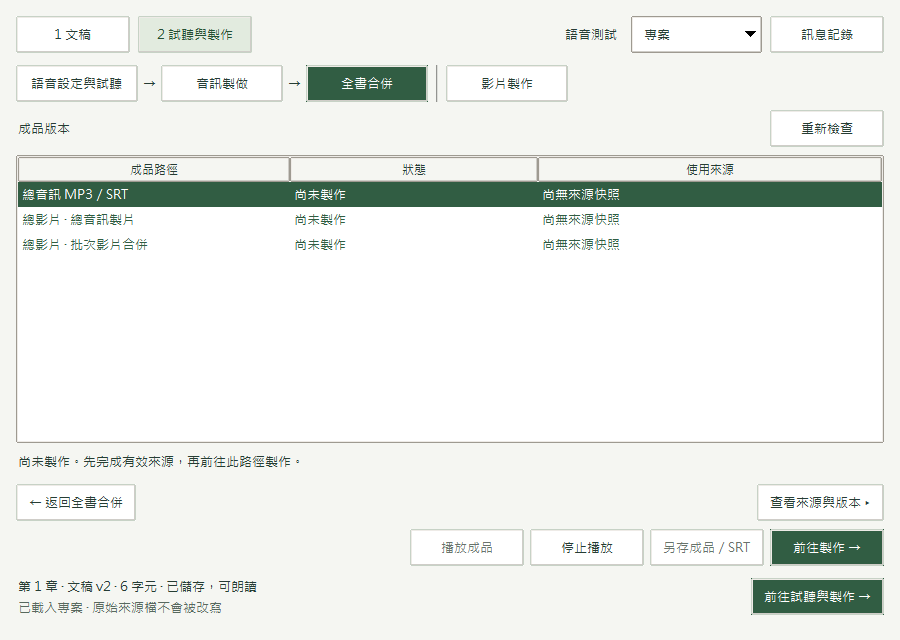 1 文稿 2 試聽與製作 語音測試 專案 訊息記錄
語音設定與試聽 → 音訊製做 → 全書合併 影片製作
成品版本 重新檢查
成品路徑 狀態 使用來源
總音訊 MP3 / SRT 尚未製作 尚無來源快照
總影片 · 總音訊製片 尚未製作 尚無來源快照
總影片 · 批次影片合併 尚未製作 尚無來源快照
尚未製作。先完成有效來源，再前往此路徑製作。
← 返回全書合併 查看來源與版本 ▸
播放成品 停止播放 另存成品 / SRT 前往製作 →
第 1 章 · 文稿 v2 · 6 字元 · 已儲存，可朗讀
已載入專案 · 原始來源檔不會被改寫 前往試聽與製作 →